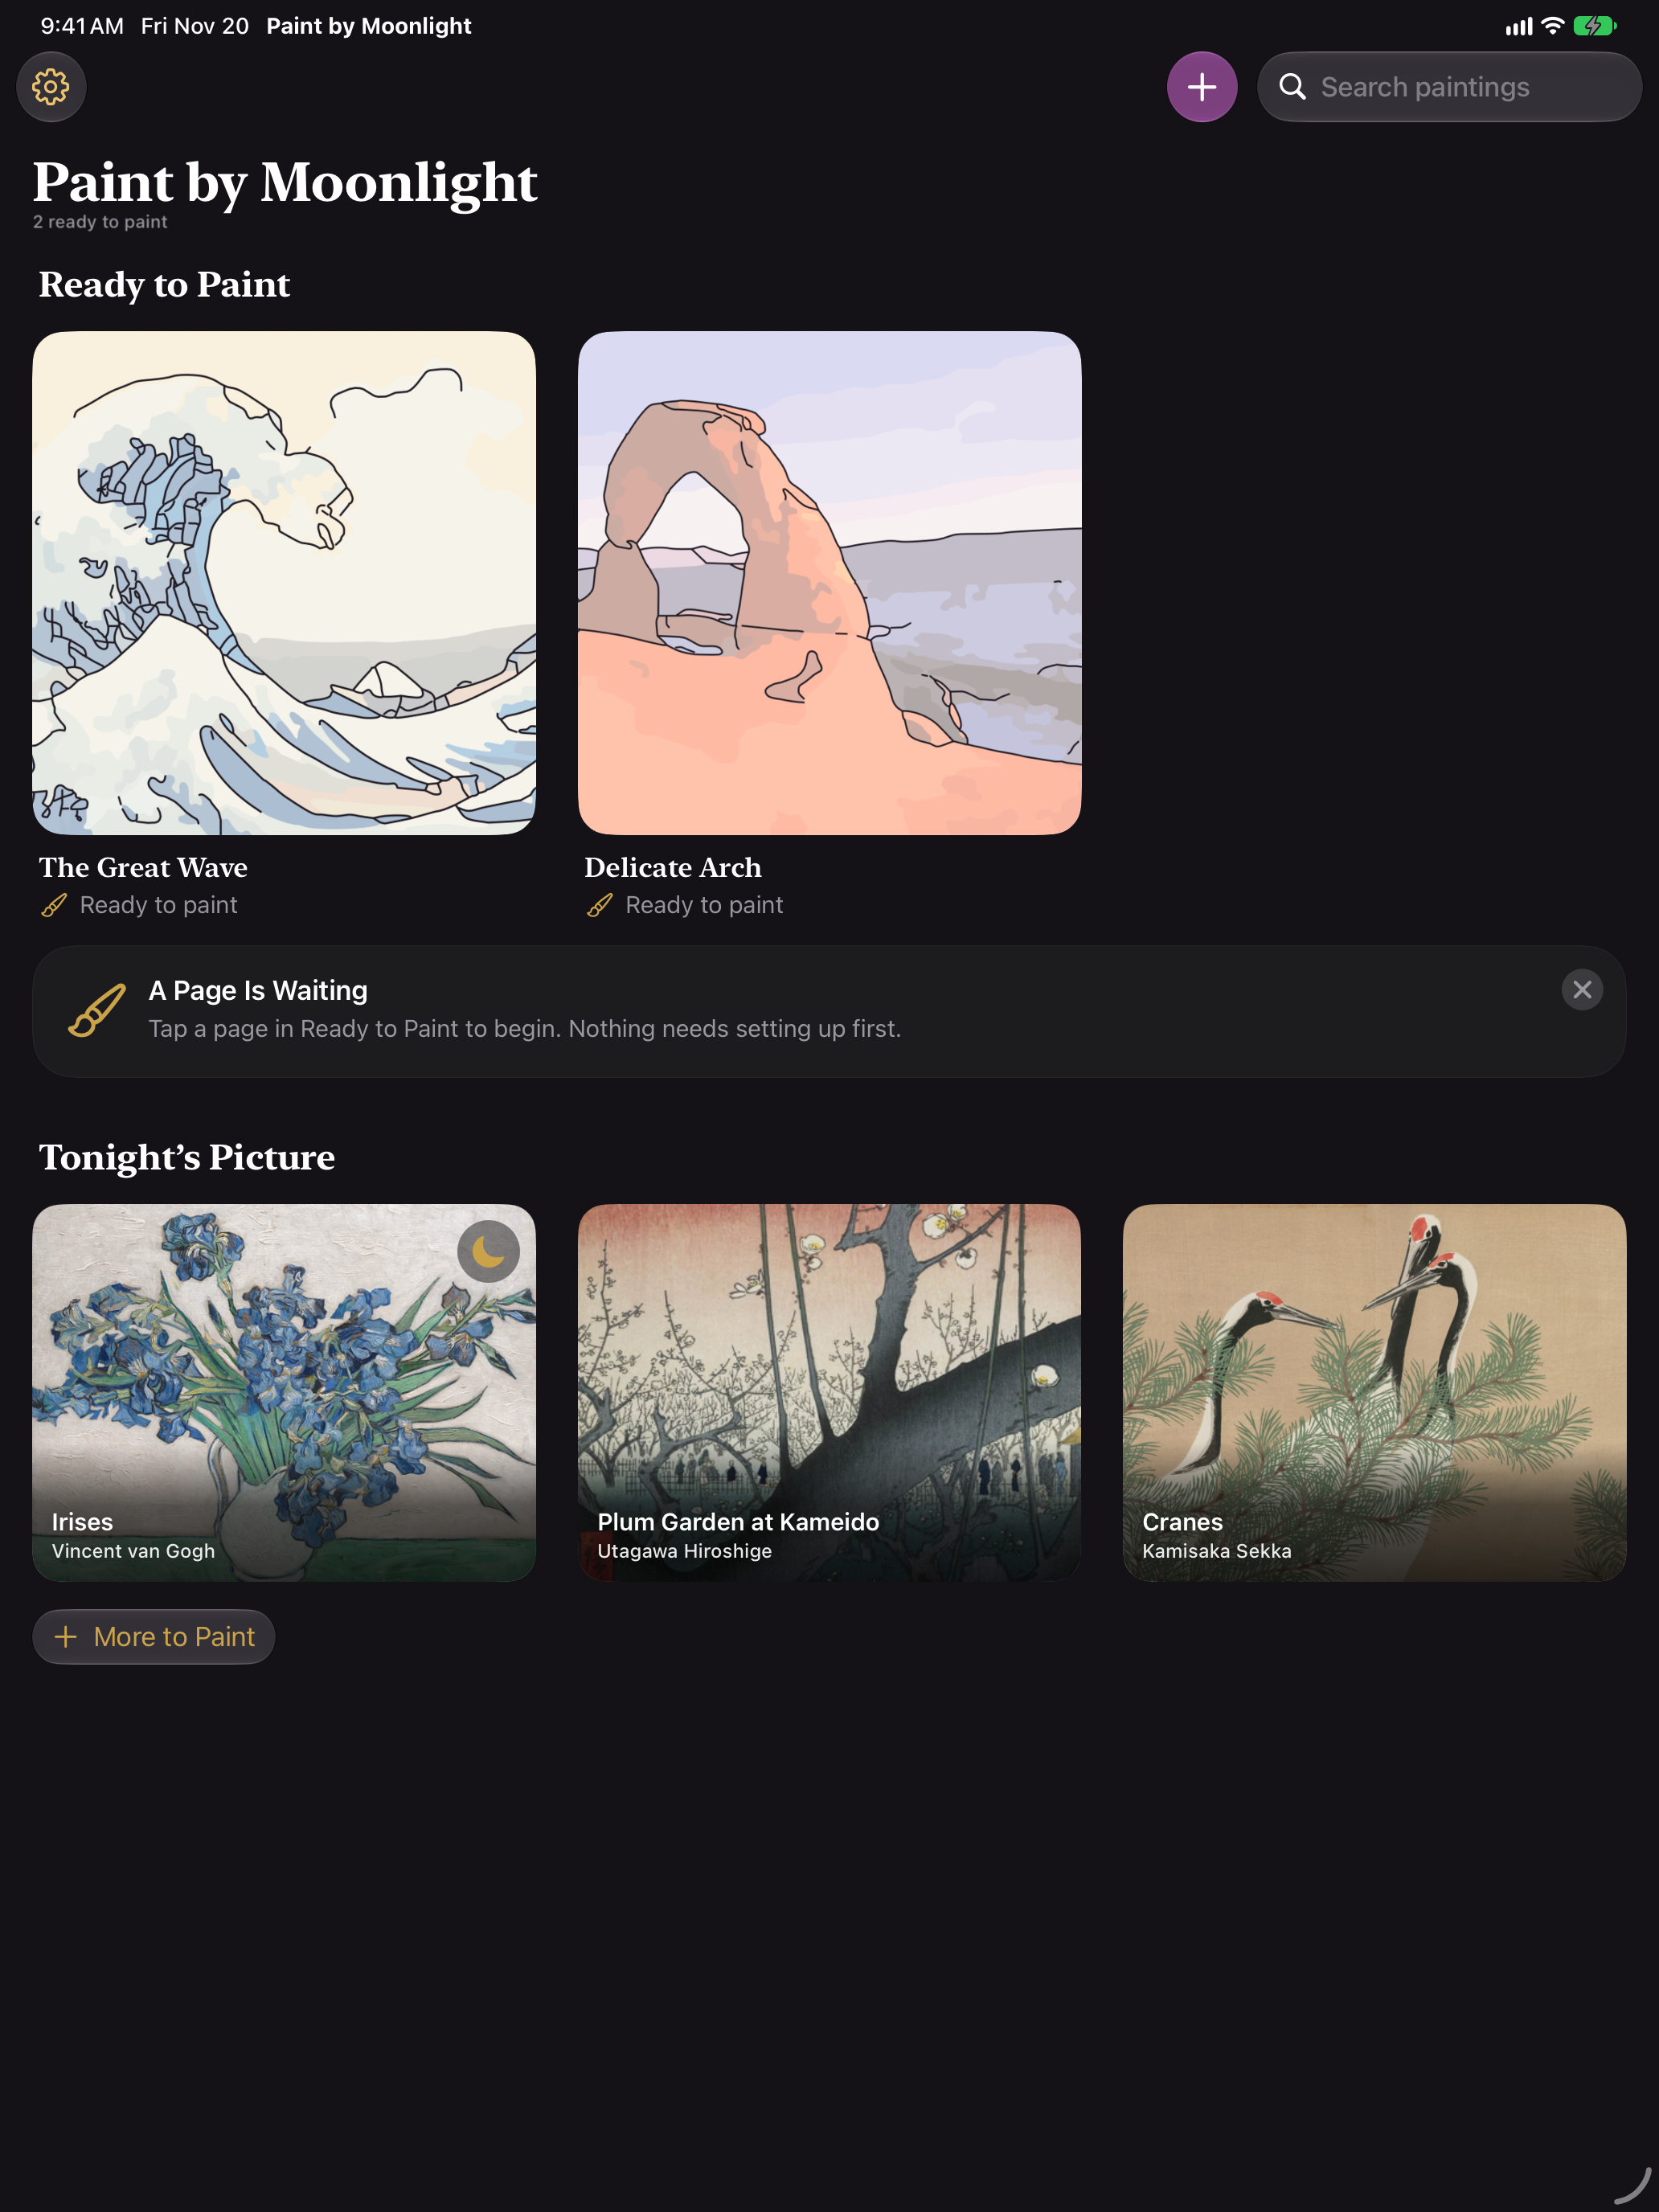 9:41 AM Fri Nov 20 Paint by Moonlight
Search paintings
Paint by Moonlight
2 ready to paint
Ready to Paint
The Great Wave
Ready to paint
Delicate Arch
Ready to paint
A Page Is Waiting
Tap a page in Ready to Paint to begin. Nothing needs setting up first.
Tonight’s Picture
Irises
Vincent van Gogh
Plum Garden at Kameido
Utagawa Hiroshige
Cranes
Kamisaka Sekka
More to Paint